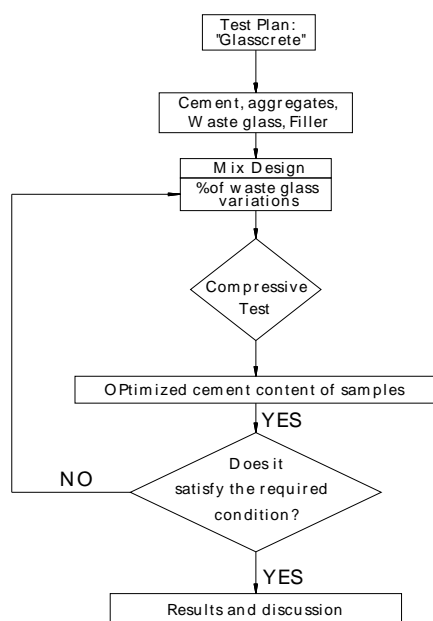 Test Plan:
"Glasscrete"
Cement, aggregates,
Waste glass, Filler
Mix Design
%of waste glass
variations
Compressive
Test
OPtimized cement content of samples
YES
Does it
NO
satisfy the required
condition?
YES
Results and discussion